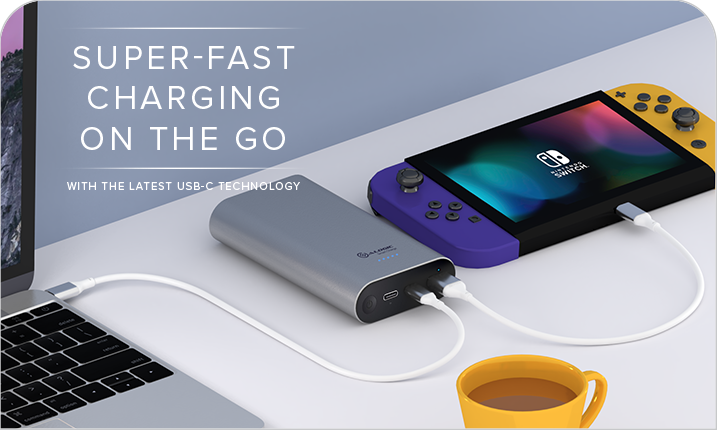 SUPER-FAST
CHARGING
ON THE GO
WITH THE LATEST USB-C TECHNOLOGY
NINTENDO
SWITCH